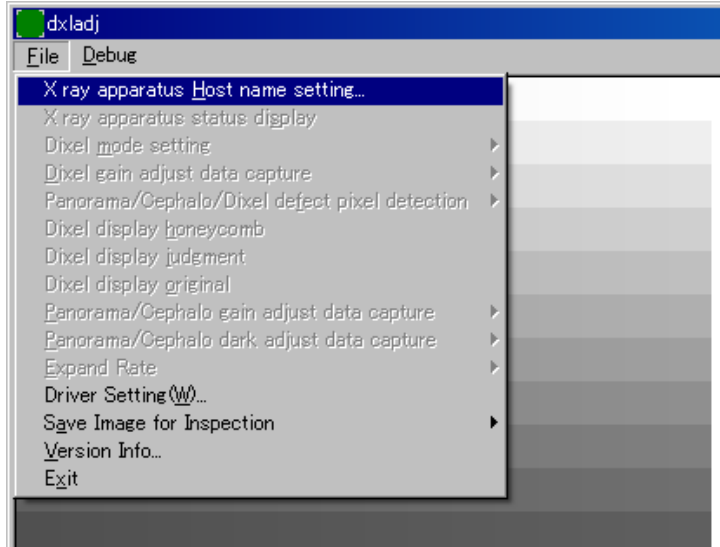 dxladj
File Debug
X ray apparatus Host name setting...
X ray apparatus status display
Dixel mode setting
Dixel gain adjust data capture
Panorama/Cephalo/Dixel defect pixel detection
Dixel display honeycomb
Dixel display judgment
Dixel display original
Panorama/Cephalo gain adjust data capture
Panorama/Cephalo dark adjust data capture
Expand Rate
Driver Setting(W)...
Save Image for Inspection
Version Info...
Exit